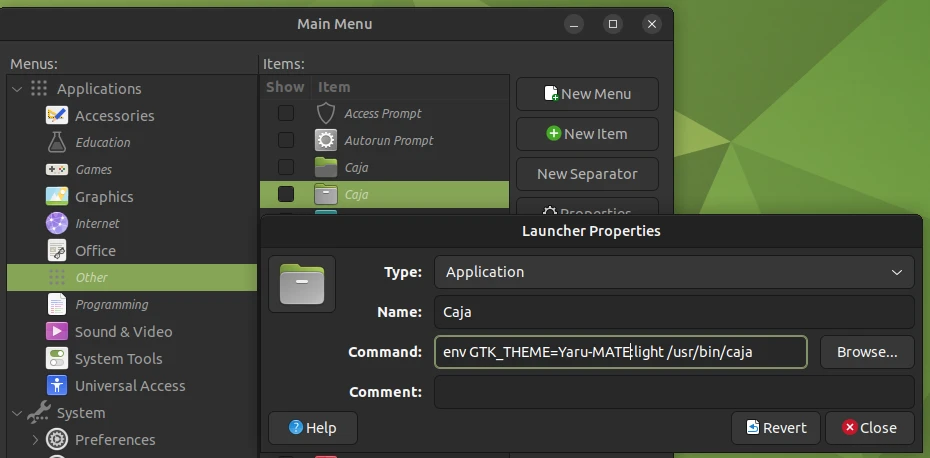 Main Menu
Menus:
Items:
Applications
Accessories
Education
Games
Graphics
Internet
Office
Other
Programming
Sound & Video
System Tools
Universal Access
System
Preferences
Show Item
Access Prompt
Autorun Prompt
Caja
Caja
New Menu
New Item
New Separator
Properties
Launcher Properties
Type: Application
Name: Caja
Command: env GTK_THEME=Yaru-MATE:light /usr/bin/caja Browse...
Comment:
Help Revert Close